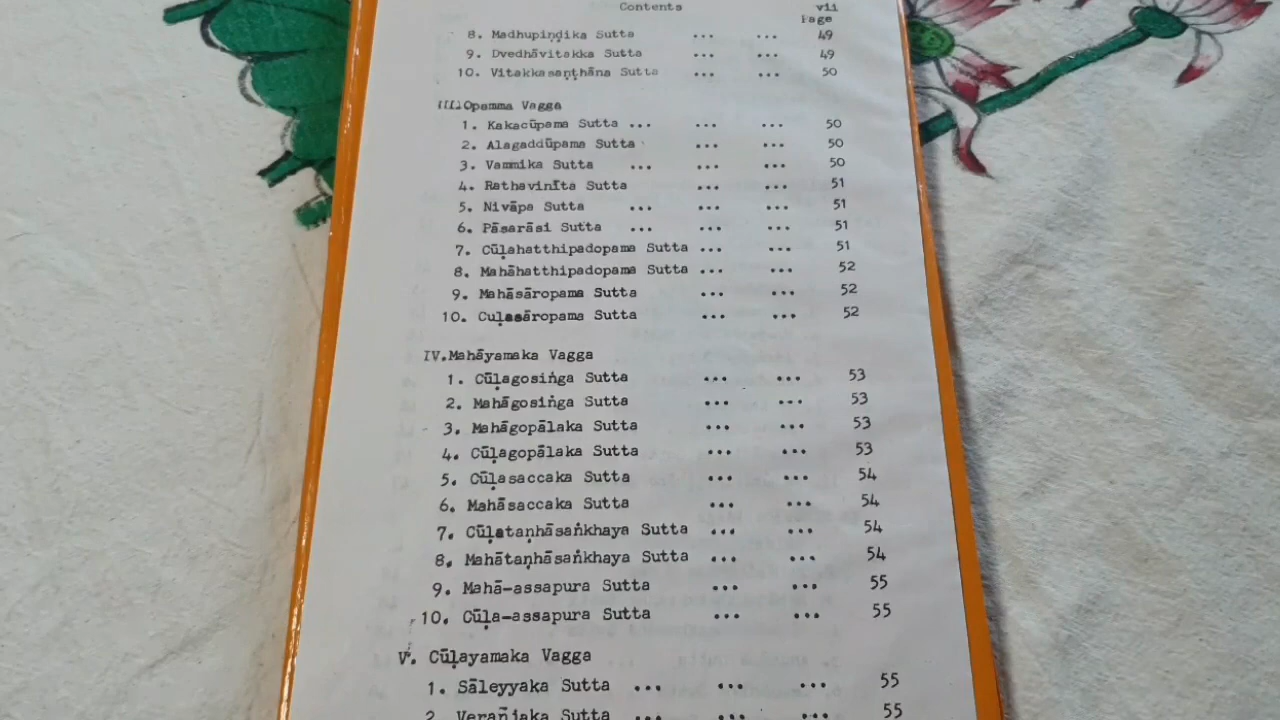 Contents vii
Page
8. Madhupiṇḍika Sutta ... ... 49
9. Dvedhāvitakka Sutta ... ... 49
10. Vitakkasaṇṭhāna Sutta ... ... 50
III. Opamma Vagga
1. Kakacūpama Sutta ... ... ... 50
2. Alagaddūpama Sutta ... ... 50
3. Vammika Sutta ... ... ... 50
4. Rathavinīta Sutta ... ... 51
5. Nivāpa Sutta ... ... ... 51
6. Pāsarāsi Sutta ... ... ... 51
7. Cūḷahatthipadopama Sutta ... ... 51
8. Mahāhatthipadopama Sutta ... ... 52
9. Mahāsāropama Sutta ... ... 52
10. Cuḷasāropama Sutta ... ... 52
IV. Mahāyamaka Vagga
1. Cūḷagosiṅga Sutta ... ... 53
2. Mahāgosiṅga Sutta ... ... 53
3. Mahāgopālaka Sutta ... ... 53
4. Cūḷagopālaka Sutta ... ... 53
5. Cūḷasaccaka Sutta ... ... 54
6. Mahāsaccaka Sutta ... ... 54
7. Cūḷataṇhāsaṅkhaya Sutta ... ... 54
8. Mahātaṇhāsaṅkhaya Sutta ... ... 54
9. Mahā-assapura Sutta ... ... 55
10. Cūḷa-assapura Sutta ... ... 55
V. Cūḷayamaka Vagga
1. Sāleyyaka Sutta ... ... ... 55
2. Verañjaka Sutta ... ... ... 55